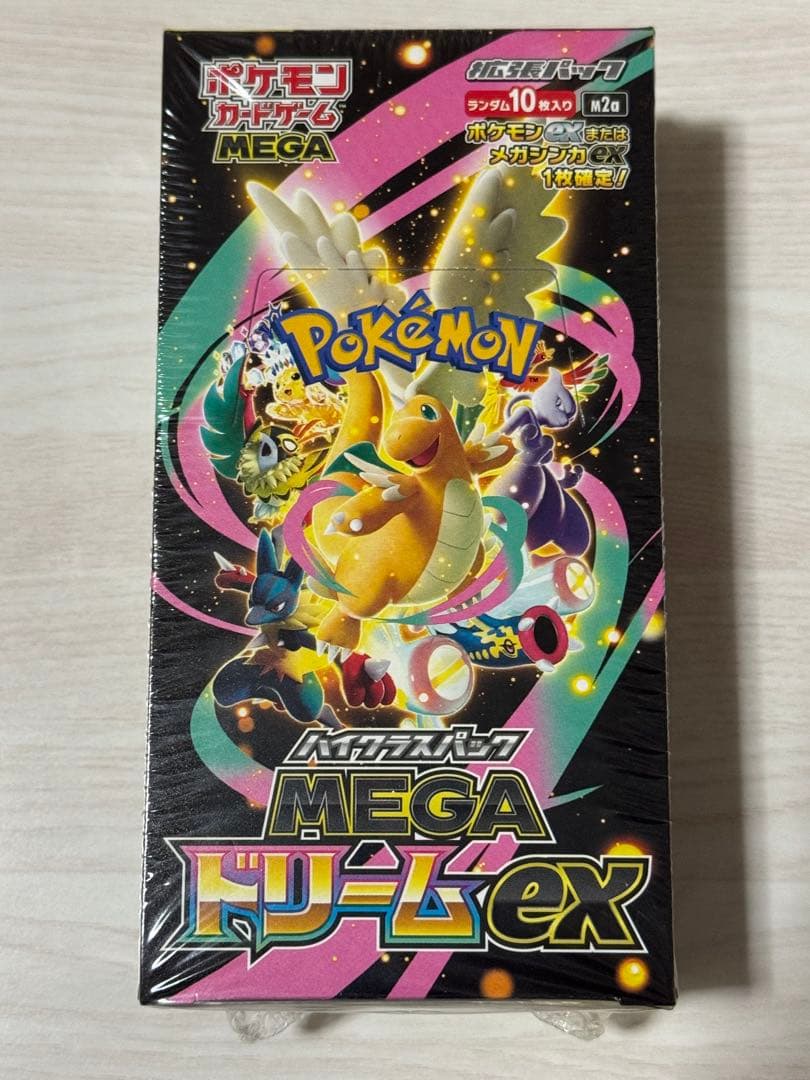 ポケモン
カードゲーム
MEGA
拡張パック
ランダム10枚入り M2a
ポケモンexまたは
メガシンカex
1枚確定!
POKéMON
TM
ハイクラスパック
MEGA
ドリームex